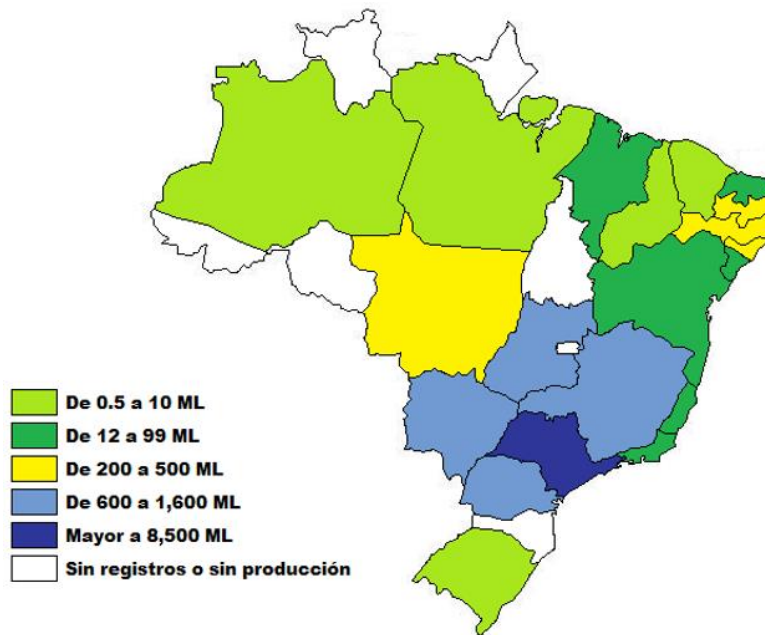 De 0.5 a 10 ML
De 12 a 99 ML
De 200 a 500 ML
De 600 a 1,600 ML
Mayor a 8,500 ML
Sin registros o sin producción